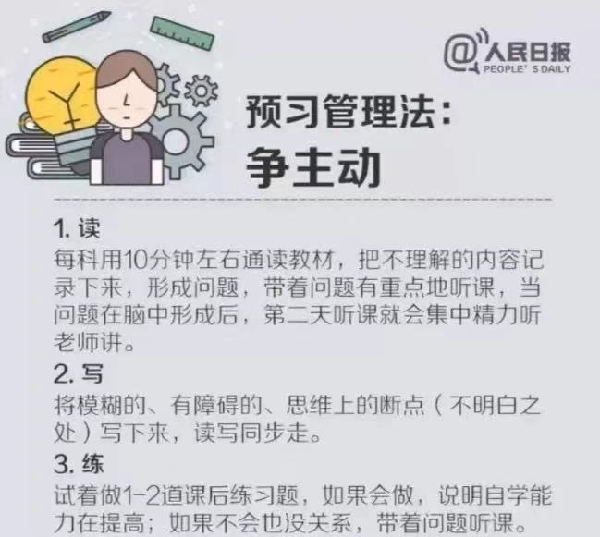 @人民日报
PEOPLE'S DAILY
预习管理法：
争主动
1. 读
每科用10分钟左右通读教材，把不理解的内容记
录下来，形成问题，带着问题有重点地听课，当
问题在脑中形成后，第二天听课就会集中精力听
老师讲。
2. 写
将模糊的、有障碍的、思维上的断点（不明白之
处）写下来，读写同步走。
3. 练
试着做1-2道课后练习题，如果会做，说明自学能
力在提高；如果不会也没关系，带着问题听课。